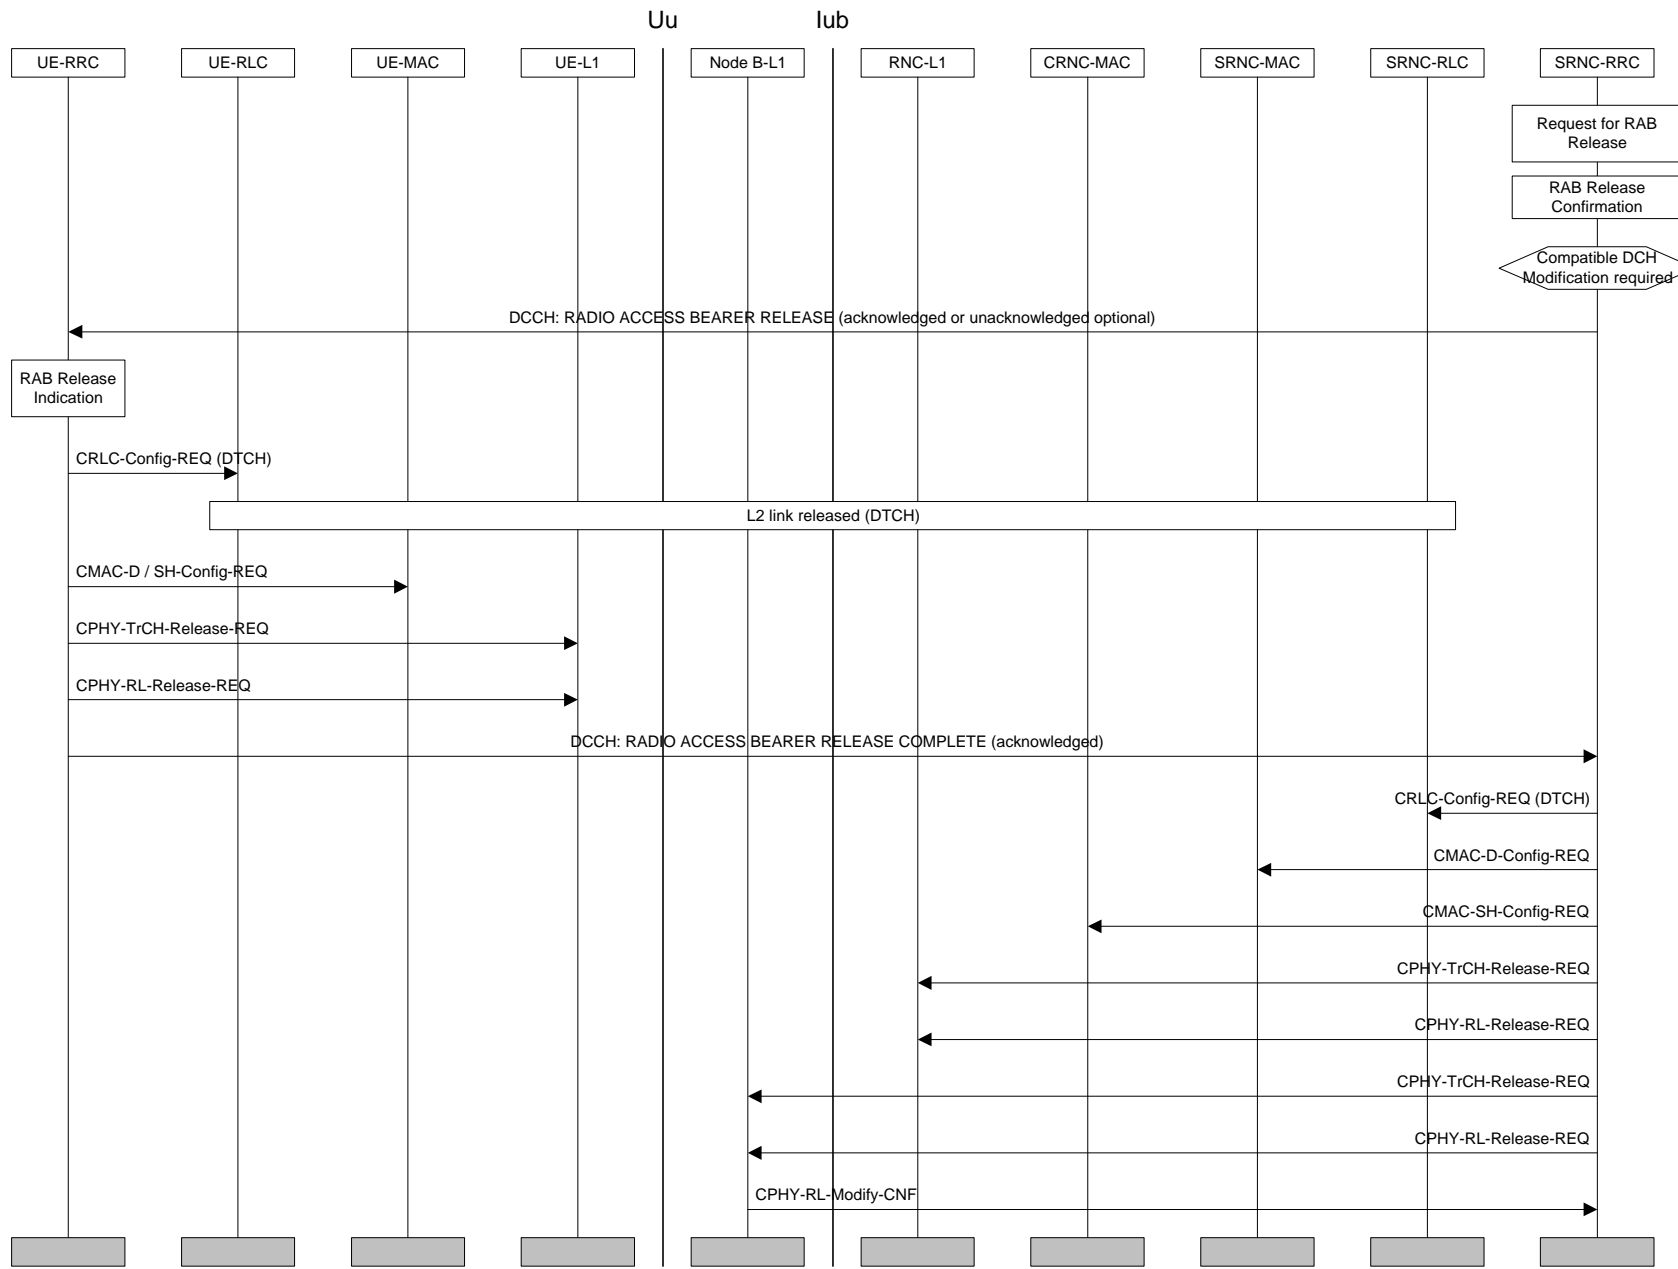 Uu
Iub
UE-RRC
UE-RLC
UE-MAC
UE-L1
Node B-L1
RNC-L1
CRNC-MAC
SRNC-MAC
SRNC-RLC
SRNC-RRC
Request for RAB
Release
RAB Release
Confirmation
Compatible DCH
Modification required
DCCH: RADIO ACCESS BEARER RELEASE (acknowledged or unacknowledged optional)
RAB Release
Indication
CRLC-Config-REQ (DTCH)
L2 link released (DTCH)
CMAC-D / SH-Config-REQ
CPHY-TrCH-Release-REQ
CPHY-RL-Release-REQ
DCCH: RADIO ACCESS BEARER RELEASE COMPLETE (acknowledged)
CRLC-Config-REQ (DTCH)
CMAC-D-Config-REQ
CMAC-SH-Config-REQ
CPHY-TrCH-Release-REQ
CPHY-RL-Release-REQ
CPHY-TrCH-Release-REQ
CPHY-RL-Release-REQ
CPHY-RL-Modify-CNF